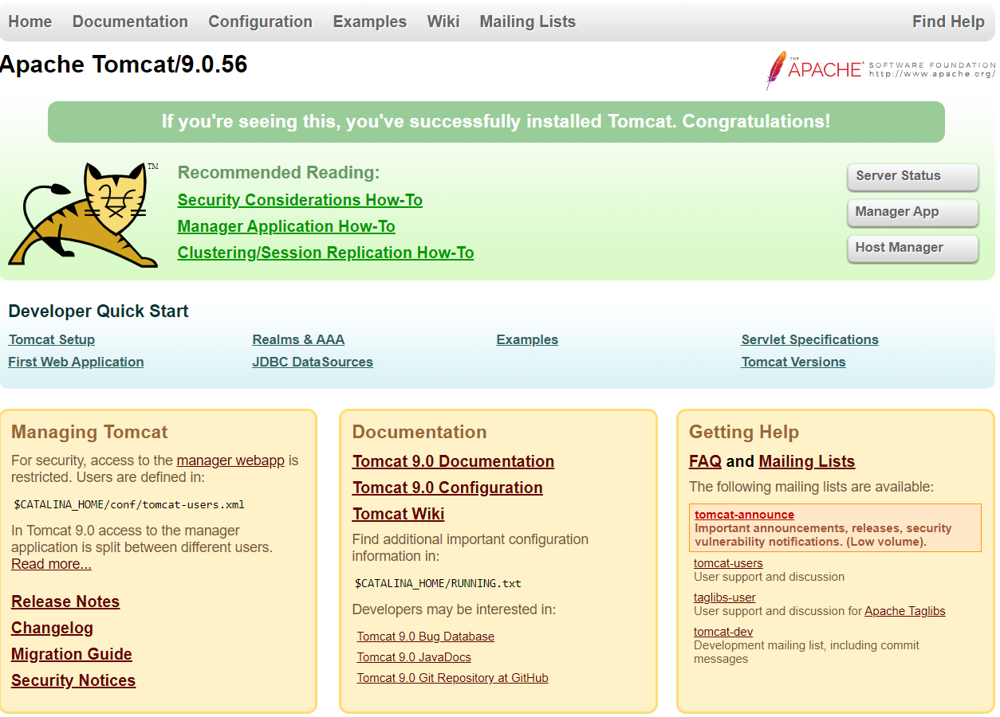 Home Documentation Configuration Examples Wiki Mailing Lists Find Help
Apache Tomcat/9.0.56
THE APACHE SOFTWARE FOUNDATION
http://www.apache.org/
If you're seeing this, you've successfully installed Tomcat. Congratulations!
TM
Recommended Reading:
Security Considerations How-To
Manager Application How-To
Clustering/Session Replication How-To
Server Status
Manager App
Host Manager
Developer Quick Start
Tomcat Setup
First Web Application
Realms & AAA
JDBC DataSources
Examples
Servlet Specifications
Tomcat Versions
Managing Tomcat
For security, access to the manager webapp is
restricted. Users are defined in:
$CATALINA_HOME/conf/tomcat-users.xml
In Tomcat 9.0 access to the manager
application is split between different users.
Read more...
Release Notes
Changelog
Migration Guide
Security Notices
Documentation
Tomcat 9.0 Documentation
Tomcat 9.0 Configuration
Tomcat Wiki
Find additional important configuration
information in:
$CATALINA_HOME/RUNNING.txt
Developers may be interested in:
Tomcat 9.0 Bug Database
Tomcat 9.0 JavaDocs
Tomcat 9.0 Git Repository at GitHub
Getting Help
FAQ and Mailing Lists
The following mailing lists are available:
tomcat-announce
Important announcements, releases, security
vulnerability notifications. (Low volume).
tomcat-users
User support and discussion
taglibs-user
User support and discussion for Apache Taglibs
tomcat-dev
Development mailing list, including commit
messages